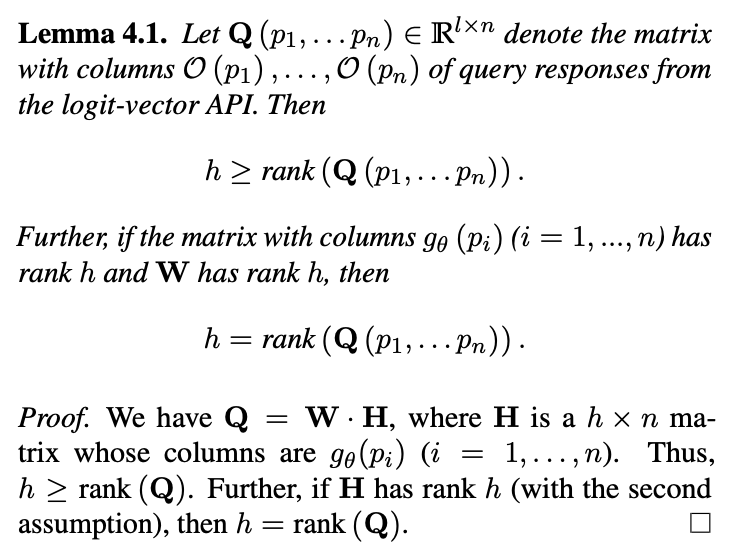 Lemma 4.1. Let Q (p₁, . . . pₙ) ∈ ℝˡˣⁿ denote the matrix
with columns 𝒪 (p₁) , . . . , 𝒪 (pₙ) of query responses from
the logit-vector API. Then
h ≥ rank (Q (p₁, . . . pₙ)) .
Further, if the matrix with columns g_θ (pᵢ) (i = 1, ..., n) has
rank h and W has rank h, then
h = rank (Q (p₁, . . . pₙ)) .
Proof. We have Q = W · H, where H is a h × n ma-
trix whose columns are g_θ(pᵢ) (i = 1, . . . , n). Thus,
h ≥ rank (Q). Further, if H has rank h (with the second
assumption), then h = rank (Q). □